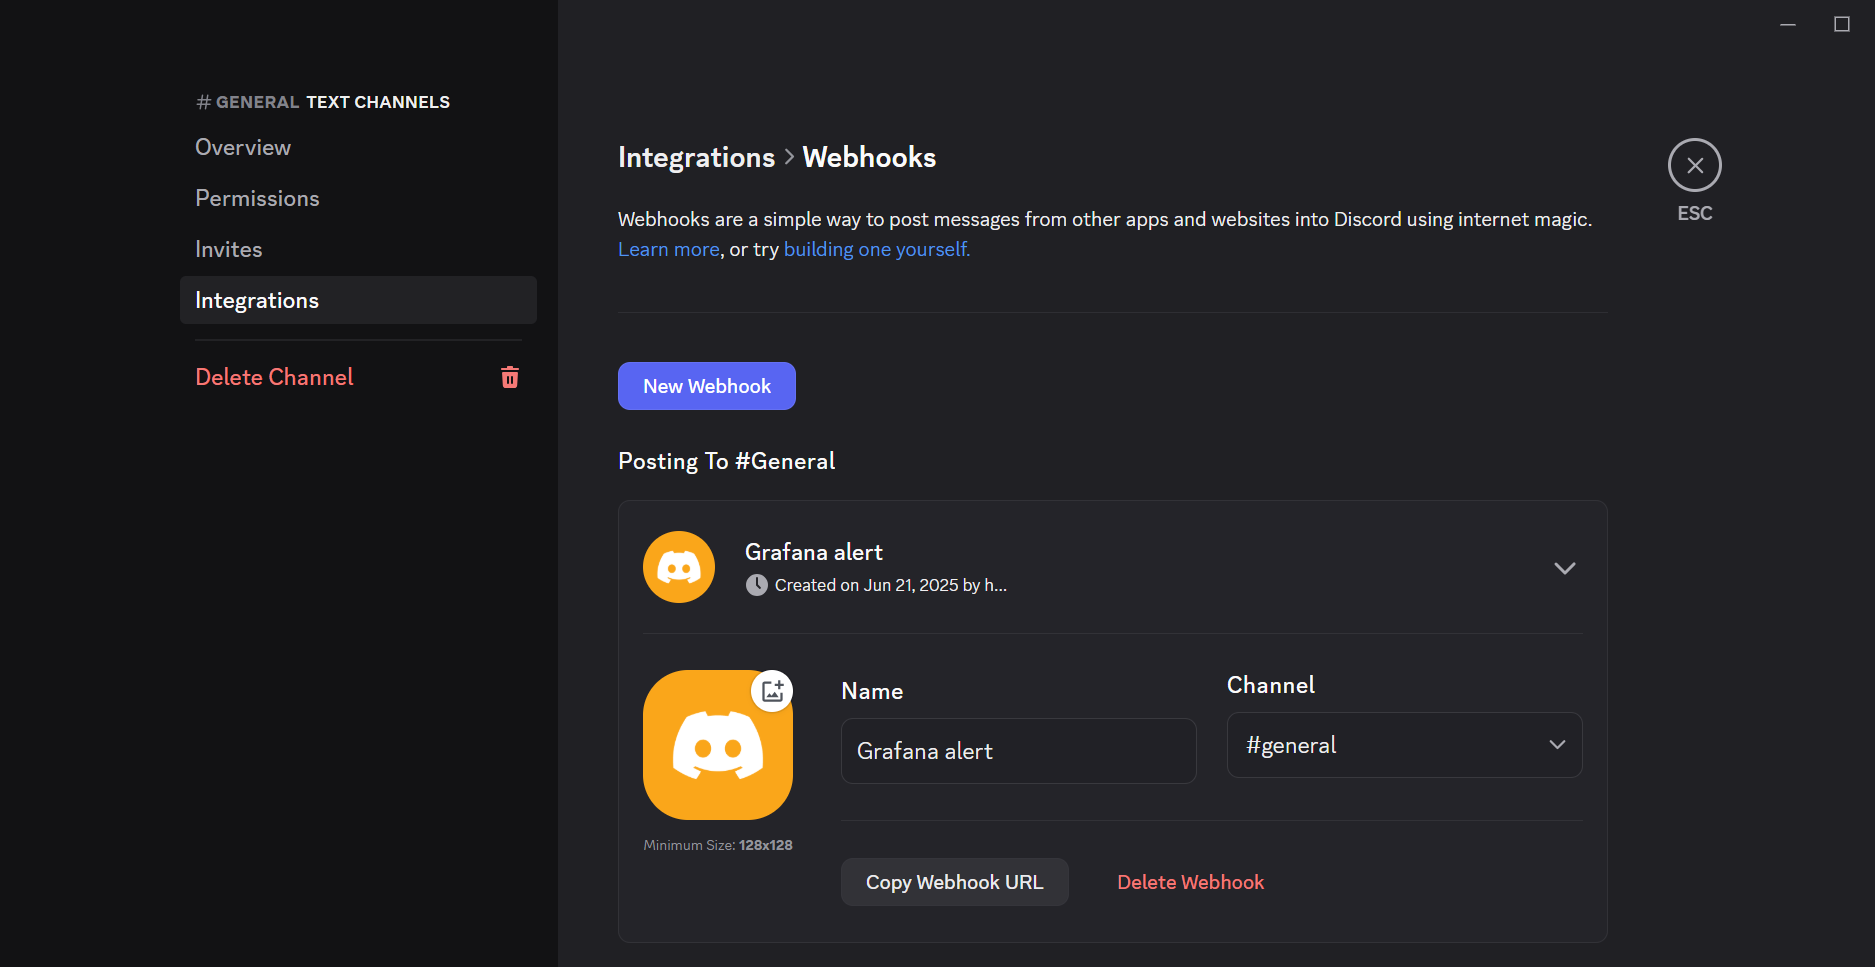 # GENERAL TEXT CHANNELS
Overview
Permissions
Invites
Integrations
Delete Channel
Integrations > Webhooks
Webhooks are a simple way to post messages from other apps and websites into Discord using internet magic.
Learn more, or try building one yourself.
ESC
New Webhook
Posting To #General
Grafana alert
Created on Jun 21, 2025 by h...
Minimum Size: 128x128
Name
Grafana alert
Channel
#general
Copy Webhook URL
Delete Webhook